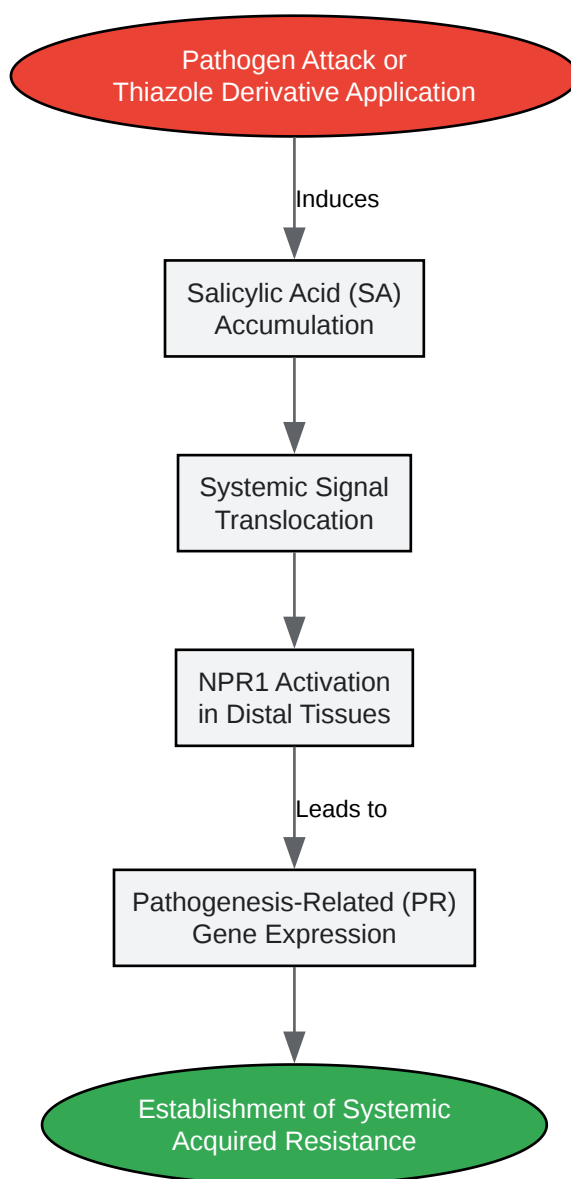 Pathogen Attack or
Thiazole Derivative Application
Induces
Salicylic Acid (SA)
Accumulation
Systemic Signal
Translocation
NPR1 Activation
in Distal Tissues
Leads to
Pathogenesis-Related (PR)
Gene Expression
Establishment of Systemic
Acquired Resistance